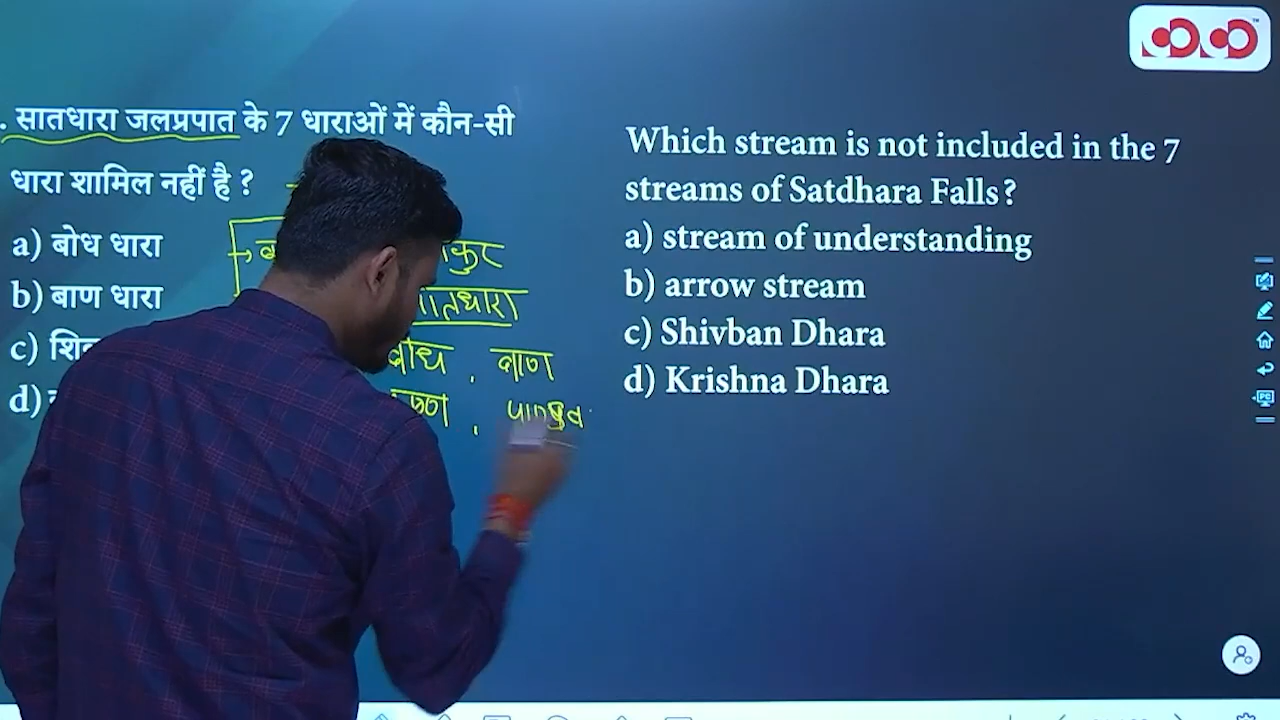 . सातधारा जलप्रपात के 7 धाराओं में कौन-सी
धारा शामिल नहीं है ?
a) बोध धारा
b) बाण धारा
c)
d)
सातधारा
बोध , बाण
Which stream is not included in the 7
streams of Satdhara Falls?
a) stream of understanding
b) arrow stream
c) Shivban Dhara
d) Krishna Dhara